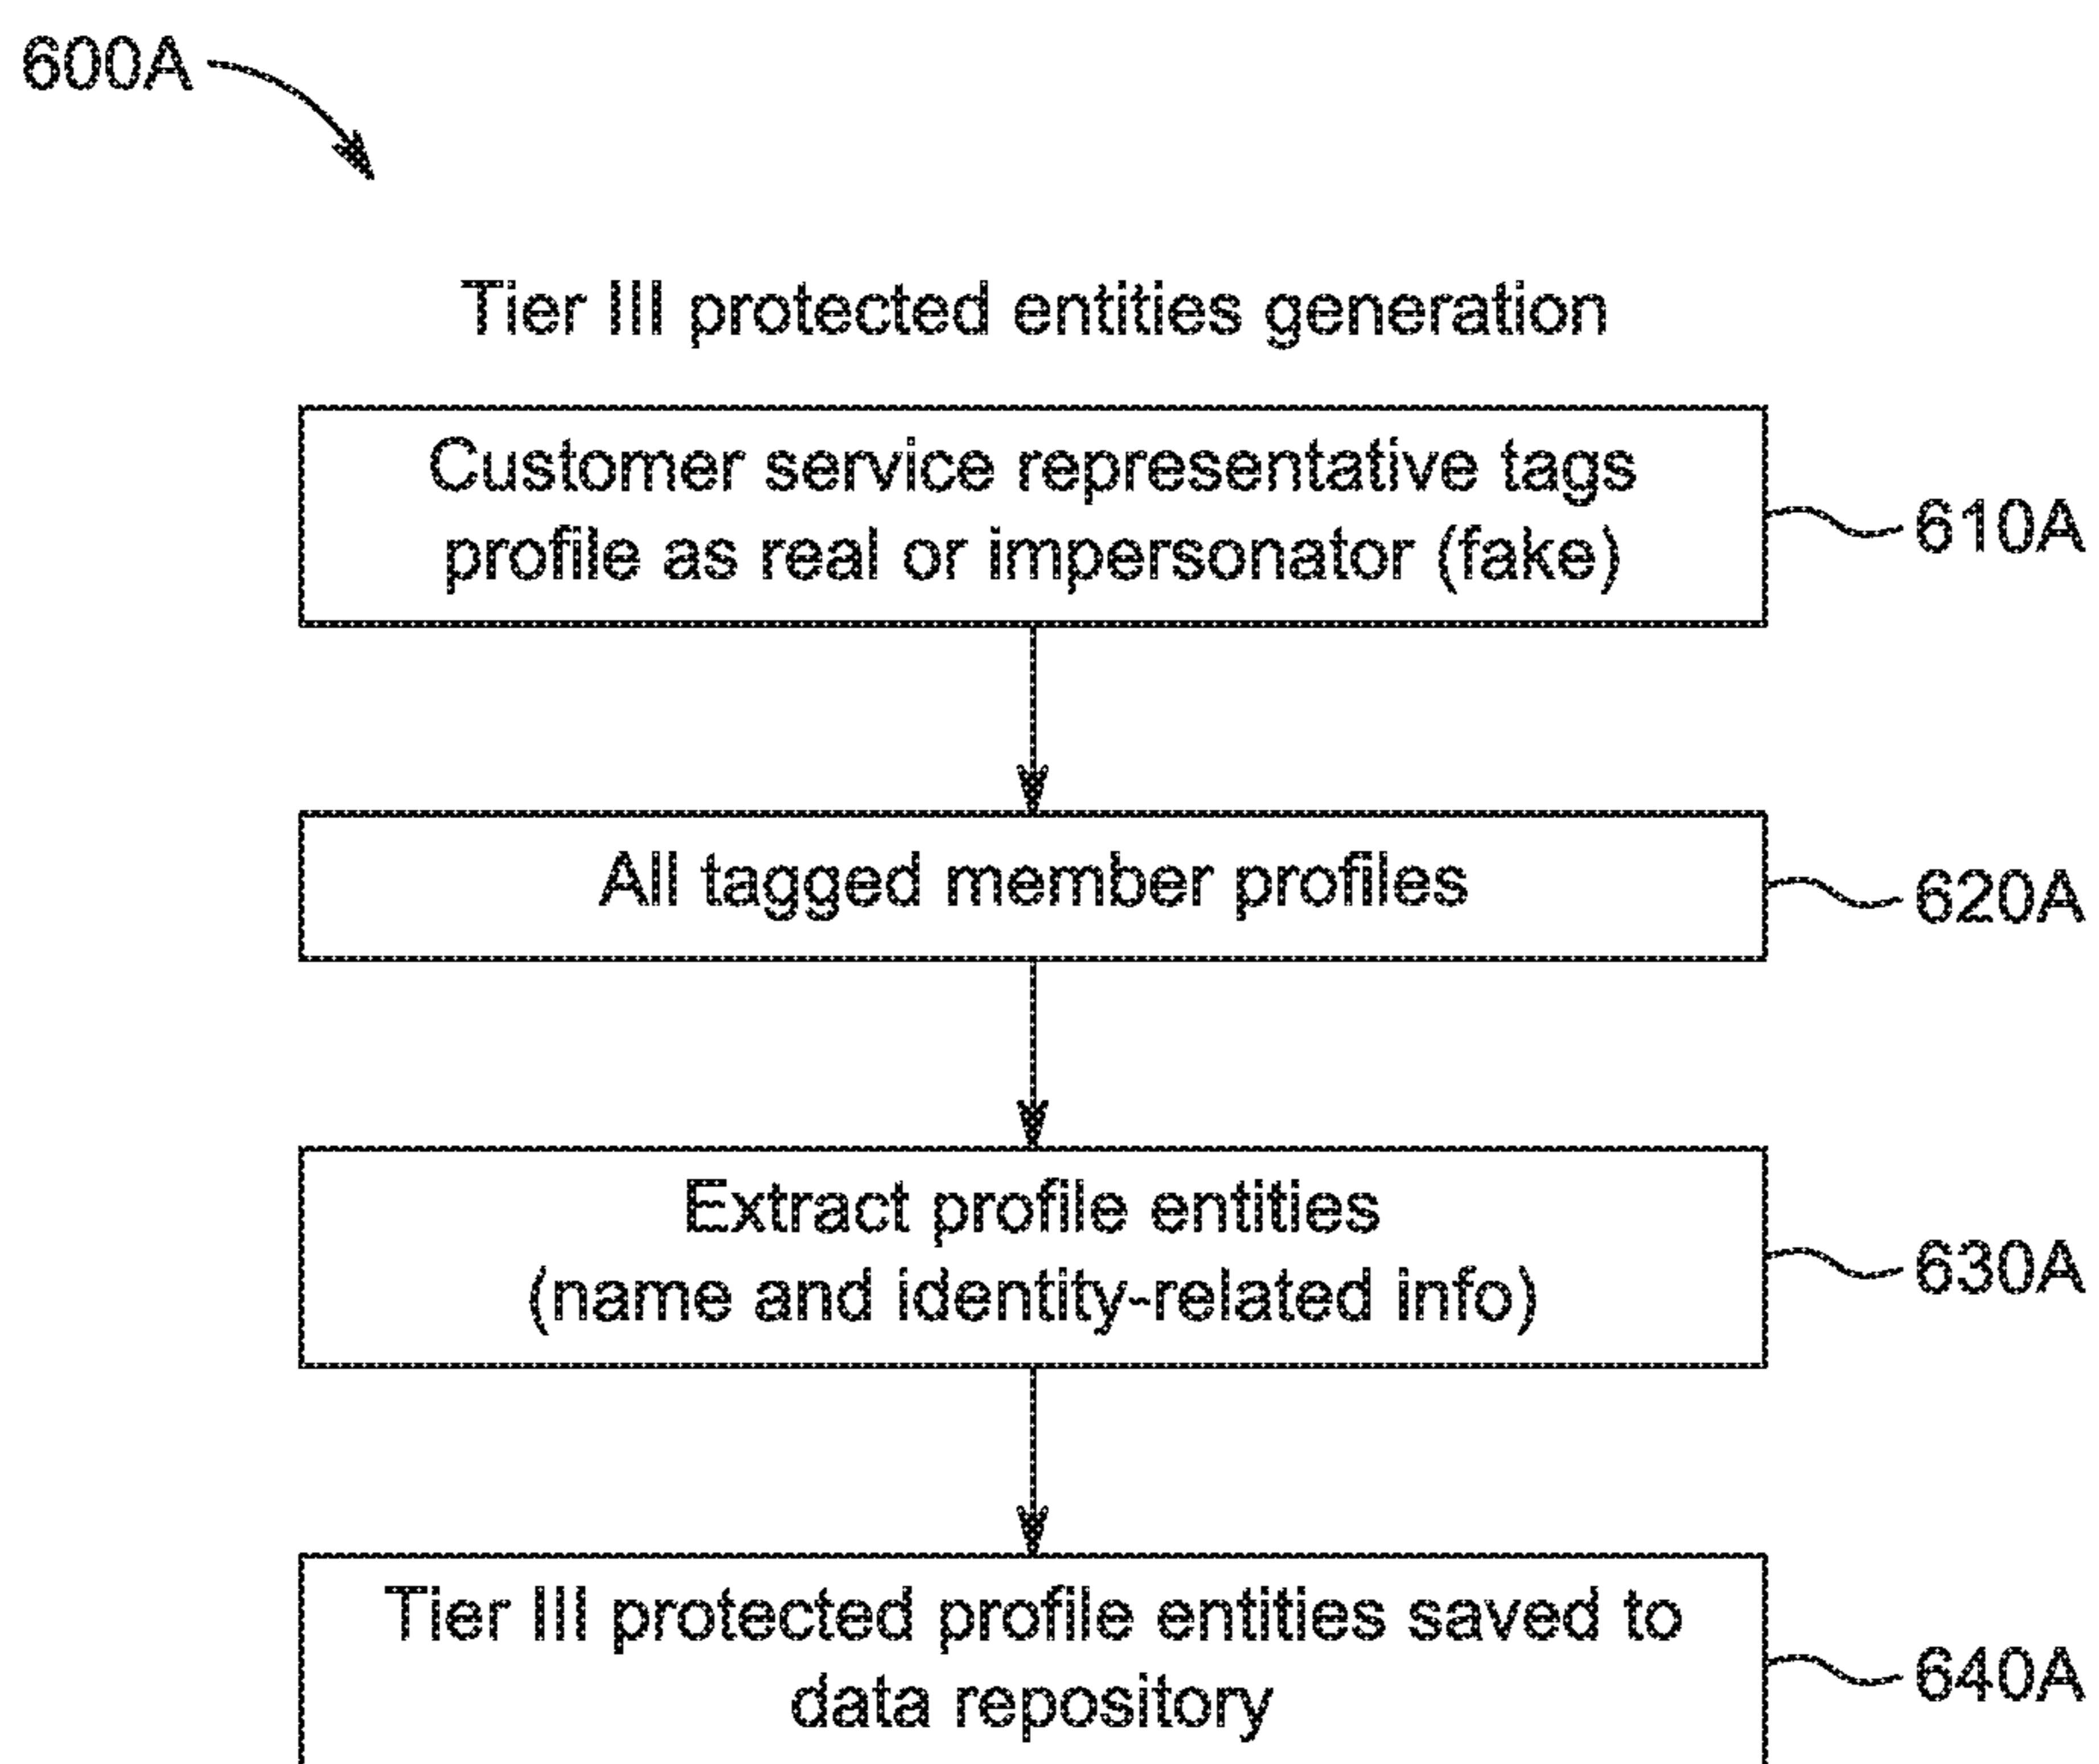 600A
Tier III protected entities generation
Customer service representative tags
profile as real or impersonator (fake)
610A
All tagged member profiles
620A
Extract profile entities
(name and identity-related info)
630A
Tier III protected profile entities saved to
data repository
640A